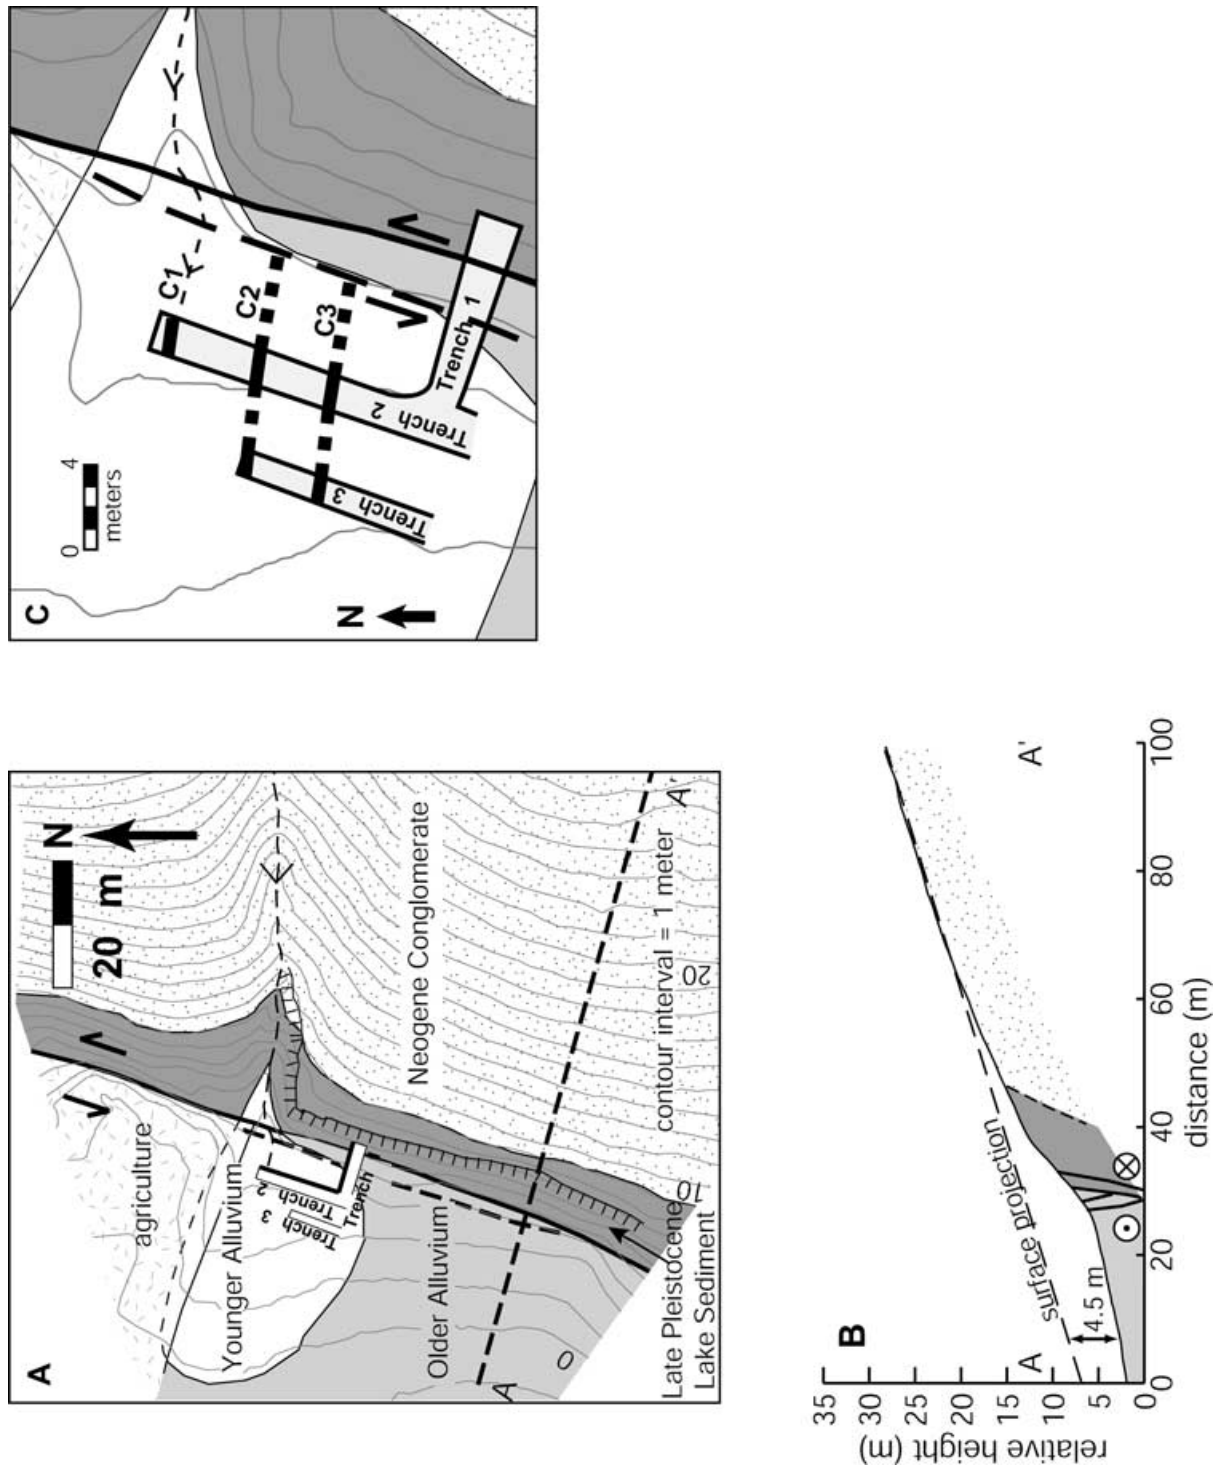 A
N
20 m
agriculture
Younger Alluvium
Trench 3
Trench 2
Trench
Older Alluvium
Neogene Conglomerate
A
A'
0
10
20
contour interval = 1 meter
Late Pleistocene
Lake Sediment
B
35
30
25
20
15
10
5
0
relative height (m)
A
A'
4.5 m
surface projection
0
20
40
60
80
100
distance (m)
C
0 4
meters
N
C1
C2
C3
Trench 3
Trench 2
Trench 1